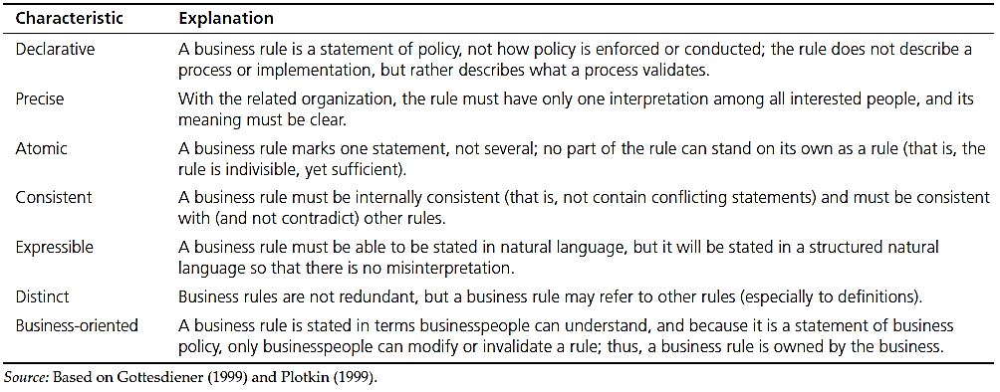 Characteristic Explanation
Declarative A business rule is a statement of policy, not how policy is enforced or conducted; the rule does not describe a
process or implementation, but rather describes what a process validates.
Precise With the related organization, the rule must have only one interpretation among all interested people, and its
meaning must be clear.
Atomic A business rule marks one statement, not several; no part of the rule can stand on its own as a rule (that is, the
rule is indivisible, yet sufficient).
Consistent A business rule must be internally consistent (that is, not contain conflicting statements) and must be consistent
with (and not contradict) other rules.
Expressible A business rule must be able to be stated in natural language, but it will be stated in a structured natural
language so that there is no misinterpretation.
Distinct Business rules are not redundant, but a business rule may refer to other rules (especially to definitions).
Business-oriented A business rule is stated in terms businesspeople can understand, and because it is a statement of business
policy, only businesspeople can modify or invalidate a rule; thus, a business rule is owned by the business.
Source: Based on Gottesdiener (1999) and Plotkin (1999).